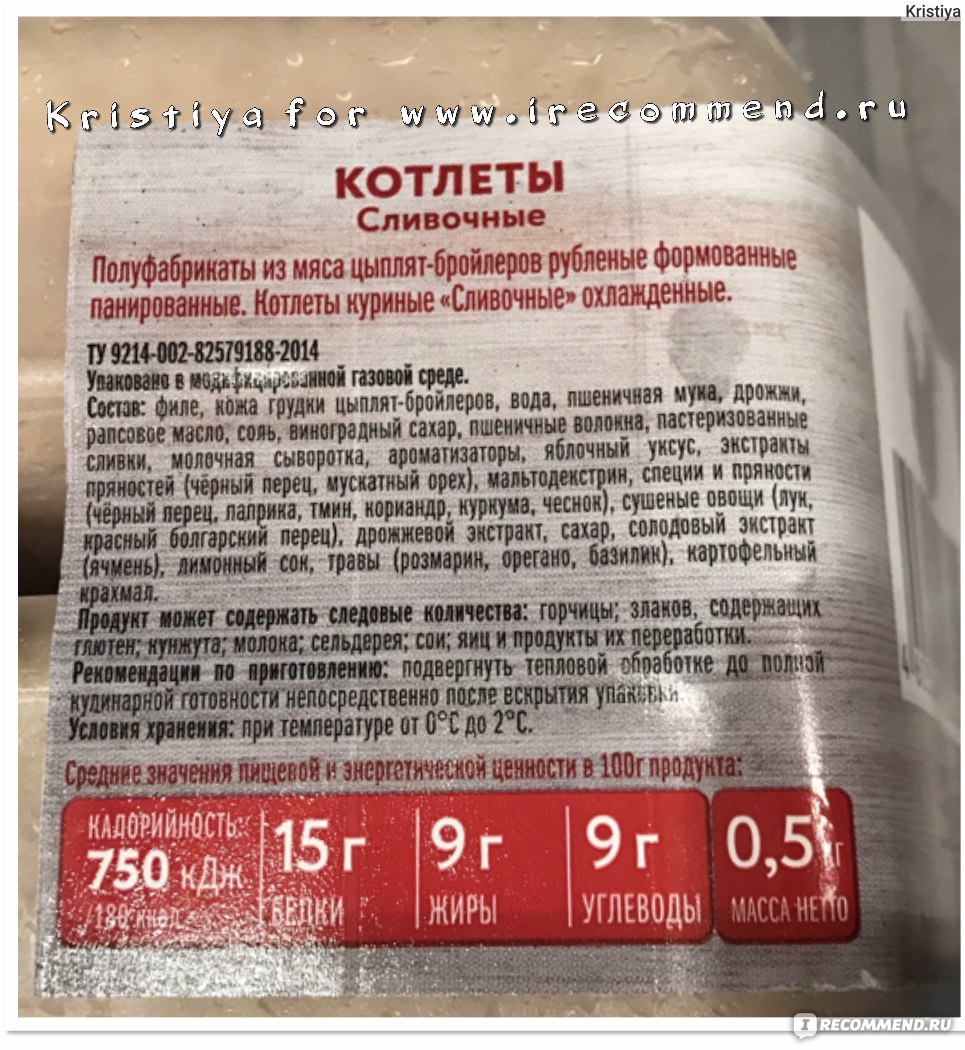 Kristiya
Kristiya for www.irecommend.ru
КОТЛЕТЫ
Сливочные
Полуфабрикаты из мяса цыплят-бройлеров рубленые формованные
панированные. Котлеты куриные «Сливочные» охлажденные.
ТУ 9214-002-82579188-2014
Упаковано в модифицированной газовой среде.
Состав: филе, кожа грудки цыплят-бройлеров, вода, пшеничная мука, дрожжи,
рапсовое масло, соль, виноградный сахар, пшеничные волокна, пастеризованные
сливки, молочная сыворотка, ароматизаторы, яблочный уксус, экстракты
пряностей (чёрный перец, мускатный орех), мальтодекстрин, специи и пряности
(чёрный перец, паприка, тмин, кориандр, куркума, чеснок), сушеные овощи (лук,
красный болгарский перец), дрожжевой экстракт, сахар, солодовый экстракт
(ячмень), лимонный сок, травы (розмарин, орегано, базилик), картофельный
крахмал.
Продукт может содержать следовые количества: горчицы; злаков, содержащих
глютен; кунжута; молока; сельдерея; сои; яиц и продукты их переработки.
Рекомендации по приготовлению: подвергнуть тепловой обработке до полной
кулинарной готовности непосредственно после вскрытия упаковки
Условия хранения: при температуре от 0°С до 2°С.
Средние значения пищевой и энергетической ценности в 100г продукта:
КАЛОРИЙНОСТЬ:
750 кДж
/180 ккал
15 г
БЕЛКИ
9 г
ЖИРЫ
9 г
УГЛЕВОДЫ
0,5 кг
МАССА НЕТТО
I RECOMMEND.RU